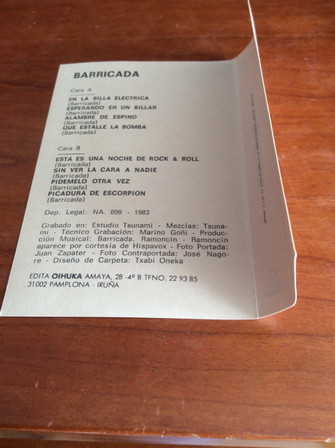 BARRICADA
Cara A
EN LA SILLA ELECTRICA
(Barricada)
ESPERANDO EN UN BILLAR
(Barricada)
ALAMBRE DE ESPINO
(Barricada)
QUE ESTALLE LA BOMBA
(Barricada)
Cara B
ESTA ES UNA NOCHE DE ROCK & ROLL
(Barricada)
SIN VER LA CARA A NADIE
(Barricada)
PIDEMELO OTRA VEZ
(Barricada)
PICADURA DE ESCORPION
(Barricada)
Dep. Legal: NA. 899 - 1983
Grabado en: Estudio Tsunami - Mezclas: Tsuna-
mi - Técnico Grabación: Marino Goñi - Produc-
ción Musical: Barricada, Ramoncín - Ramoncín
aparece por cortesía de Hispavox - Foto Portada:
Juan Zapater - Foto Contraportada: José Nago-
re - Diseño de Carpeta: Txabi Oneka
EDITA OIHUKA AMAYA, 2B -4º B TFNO. 22 93 85
31002 PAMPLONA - IRUÑA